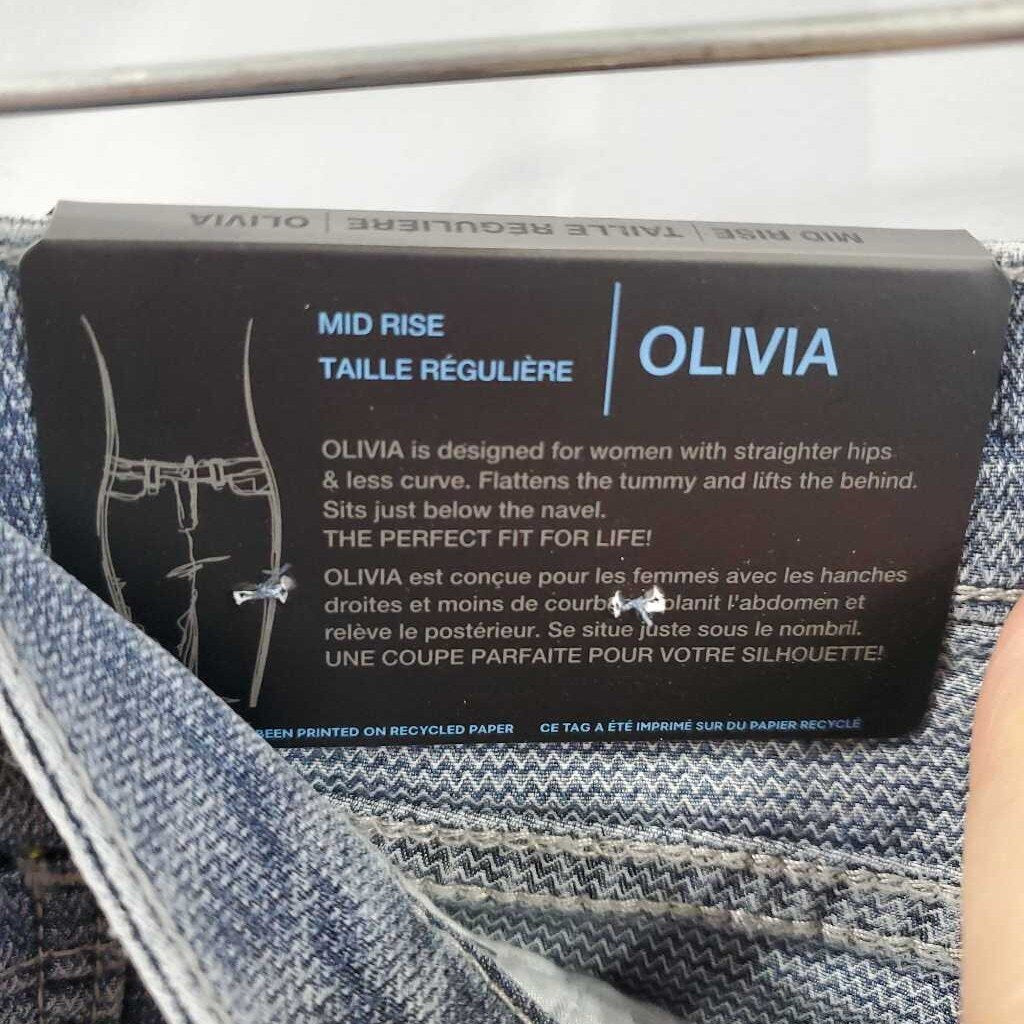 MID RISE | TAILLE RÉGULIÈRE | OLIVIA
MID RISE
TAILLE RÉGULIÈRE
OLIVIA
OLIVIA is designed for women with straighter hips
& less curve. Flattens the tummy and lifts the behind.
Sits just below the navel.
THE PERFECT FIT FOR LIFE!
OLIVIA est conçue pour les femmes avec les hanches
droites et moins de l'abdomen et
relève le postérieur. Se situe juste sous le nombril.
UNE COUPE PARFAITE POUR VOTRE SILHOUETTE!
BEEN PRINTED ON RECYCLED PAPER CE TAG A ÉTÉ IMPRIMÉ SUR DU PAPIER RECYCLÉ